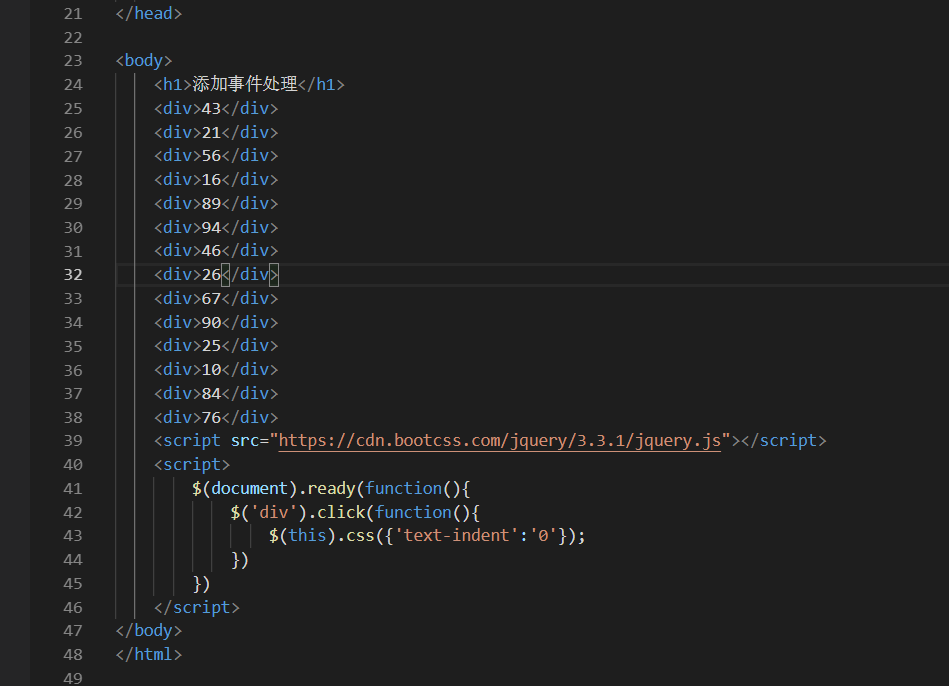 21 </head>
22
23 <body>
24 <h1>添加事件处理</h1>
25 <div>43</div>
26 <div>21</div>
27 <div>56</div>
28 <div>16</div>
29 <div>89</div>
30 <div>94</div>
31 <div>46</div>
32 <div>26</div>
33 <div>67</div>
34 <div>90</div>
35 <div>25</div>
36 <div>10</div>
37 <div>84</div>
38 <div>76</div>
39 <script src="https://cdn.bootcss.com/jquery/3.3.1/jquery.js"></script>
40 <script>
41 $(document).ready(function(){
42 $('div').click(function(){
43 $(this).css({'text-indent':'0'});
44 })
45 })
46 </script>
47 </body>
48 </html>
49